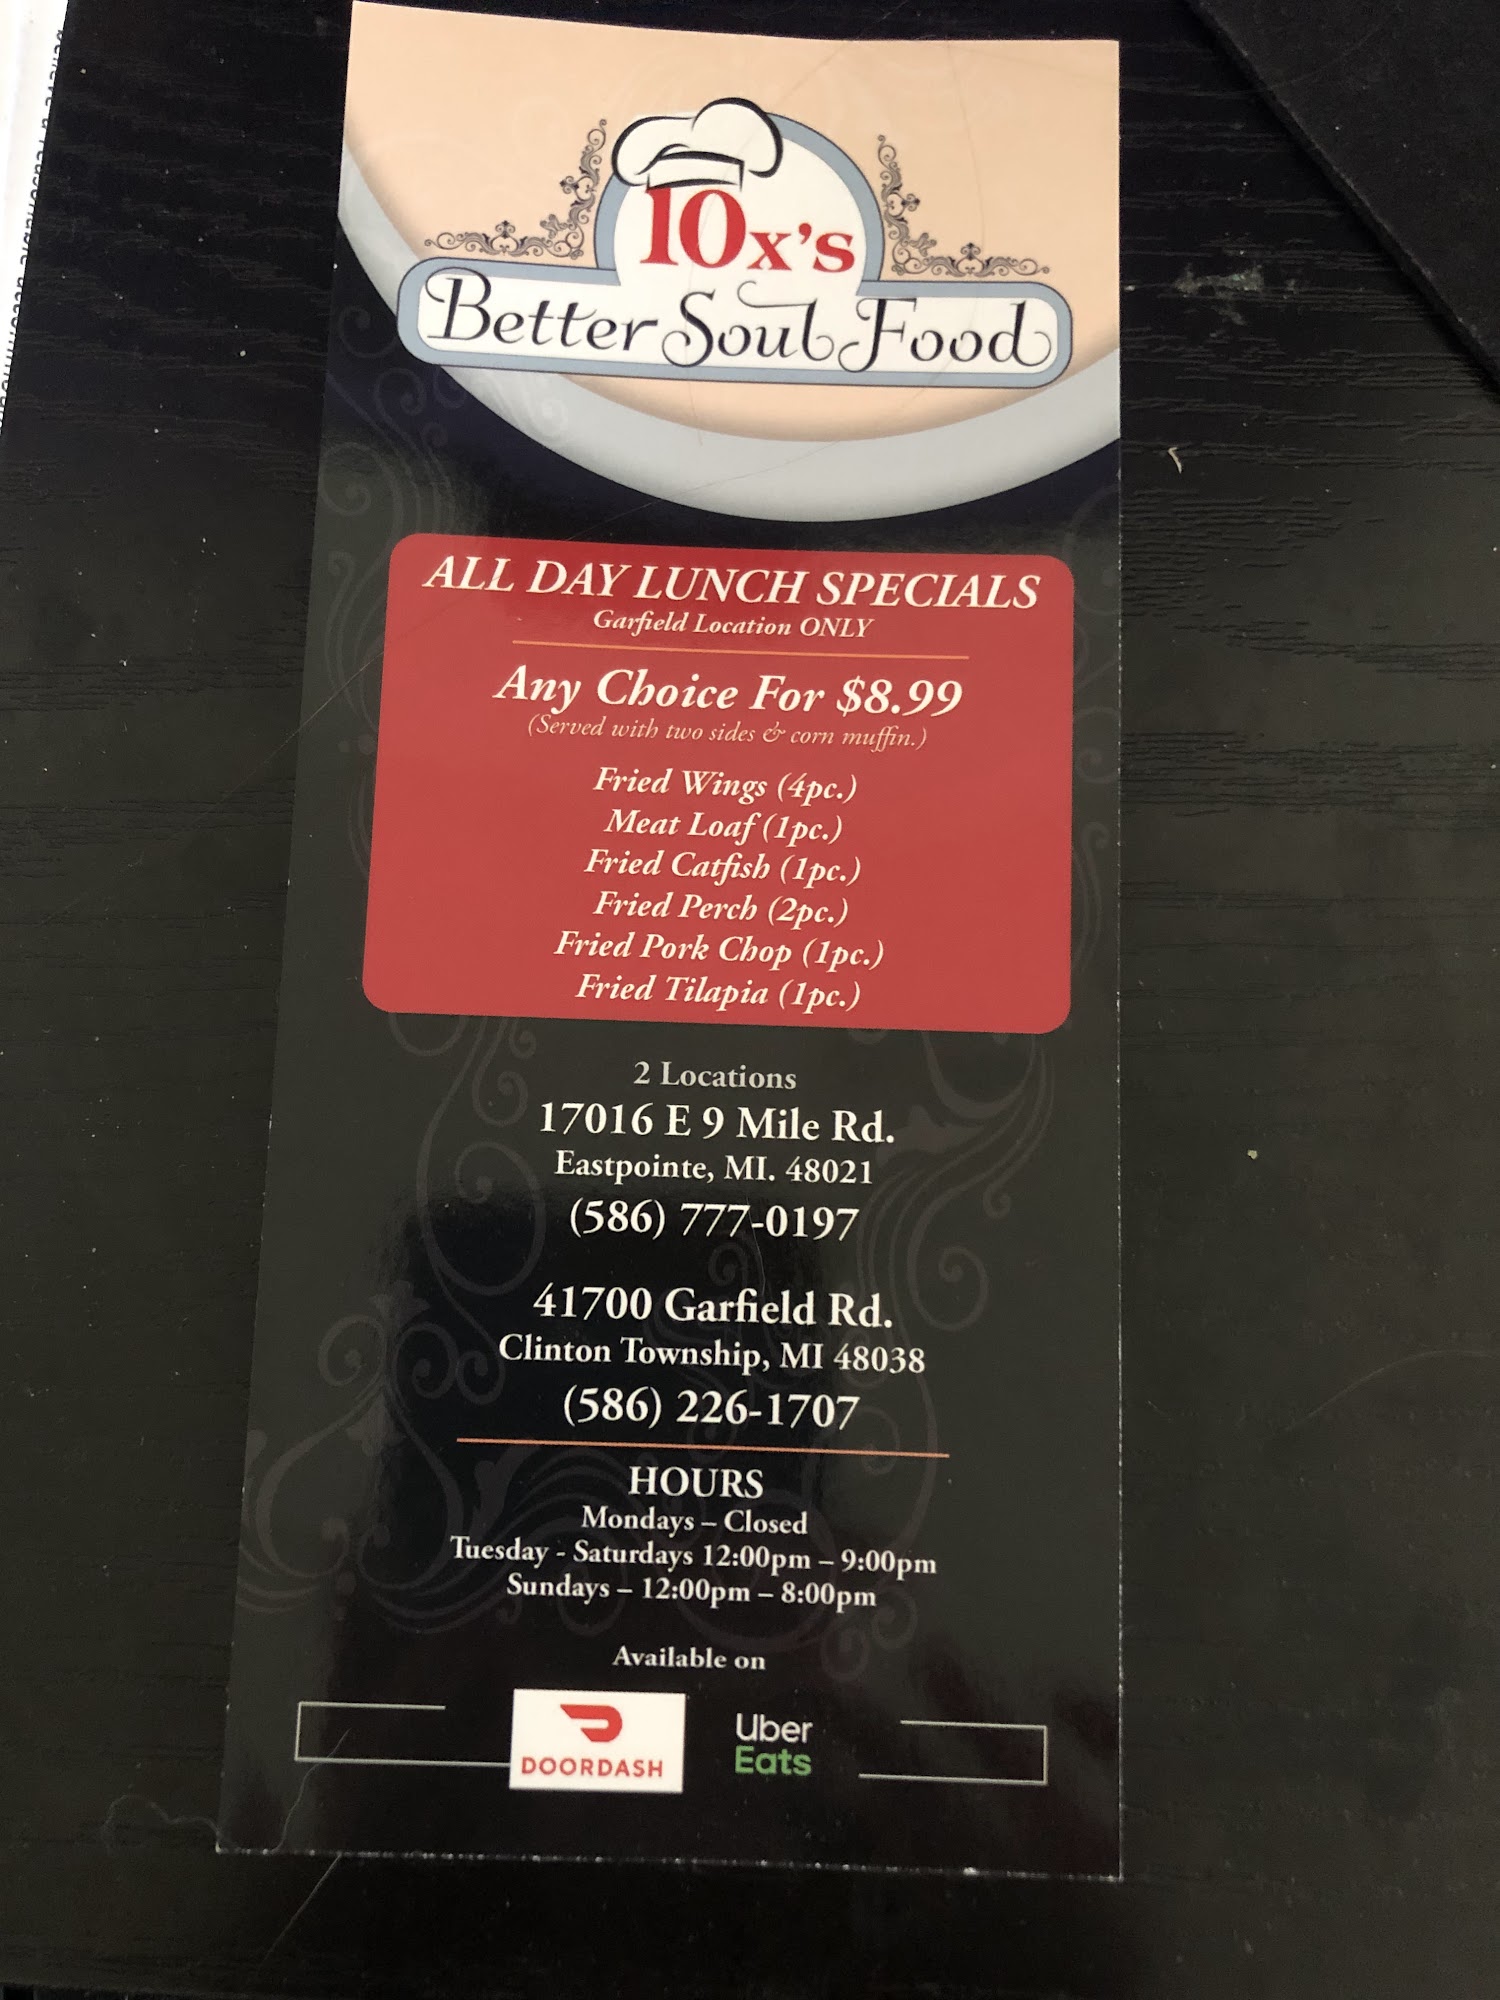 10x's
Better Soul Food
ALL DAY LUNCH SPECIALS
Garfield Location ONLY
Any Choice For $8.99
(Served with two sides & corn muffin.)
Fried Wings (4pc.)
Meat Loaf (1pc.)
Fried Catfish (1pc.)
Fried Perch (2pc.)
Fried Pork Chop (1pc.)
Fried Tilapia (1pc.)
2 Locations
17016 E 9 Mile Rd.
Eastpointe, MI. 48021
(586) 777-0197
41700 Garfield Rd.
Clinton Township, MI 48038
(586) 226-1707
HOURS
Mondays – Closed
Tuesday - Saturdays 12:00pm – 9:00pm
Sundays – 12:00pm – 8:00pm
Available on
DOORDASH
Uber
Eats